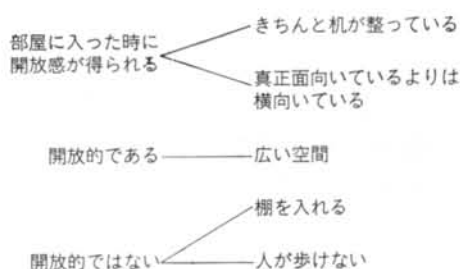 部屋に入った時に
開放感が得られる
きちんと机が整っている
真正面向いているよりは
横向いている
開放的である
広い空間
棚を入れる
開放的ではない
人が歩けない